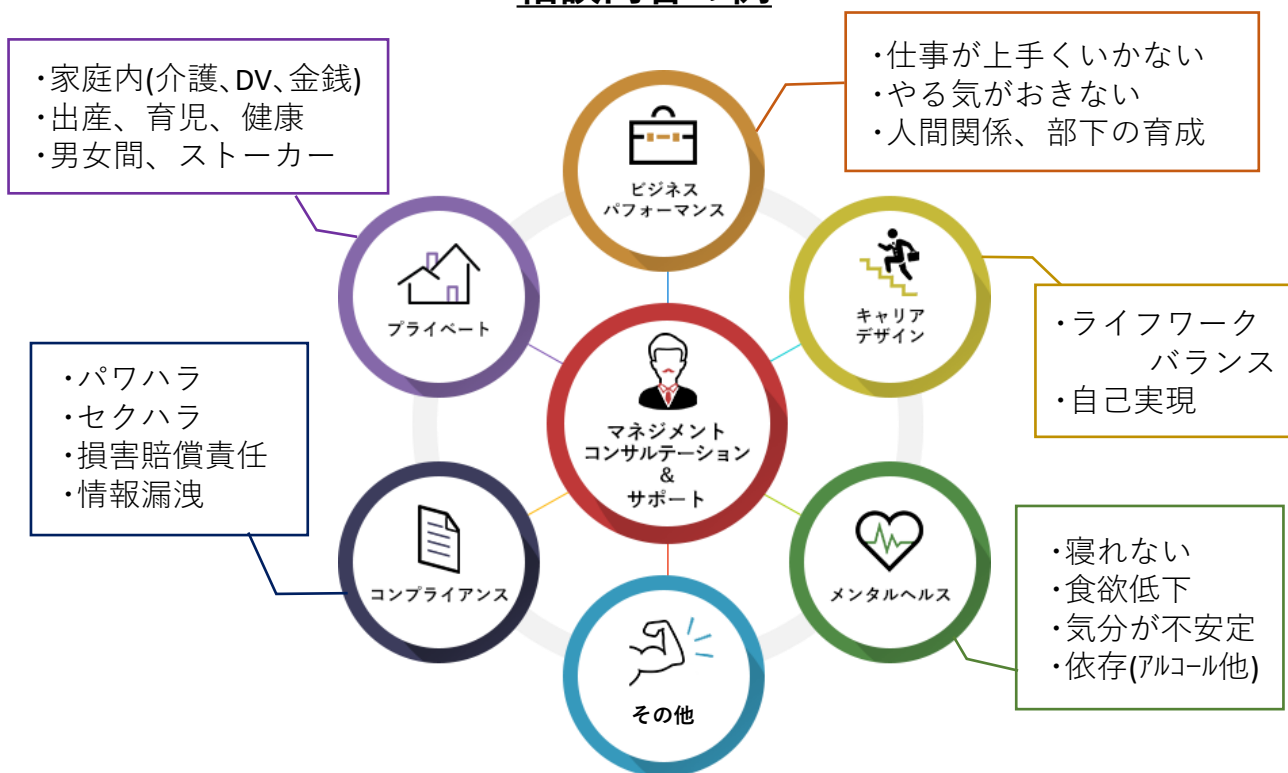 ・家庭内(介護、DV、金銭)
・出産、育児、健康
・男女間、ストーカー
・仕事が上手くいかない
・やる気がおきない
・人間関係、部下の育成
ビジネス
パフォーマンス
プライベート
キャリア
デザイン
・ライフワーク
バランス
・自己実現
・パワハラ
・セクハラ
・損害賠償責任
・情報漏洩
マネジメント
コンサルテーション
&
サポート
コンプライアンス
メンタルヘルス
・寝れない
・食欲低下
・気分が不安定
・依存(ｱﾙｺｰﾙ他)
その他